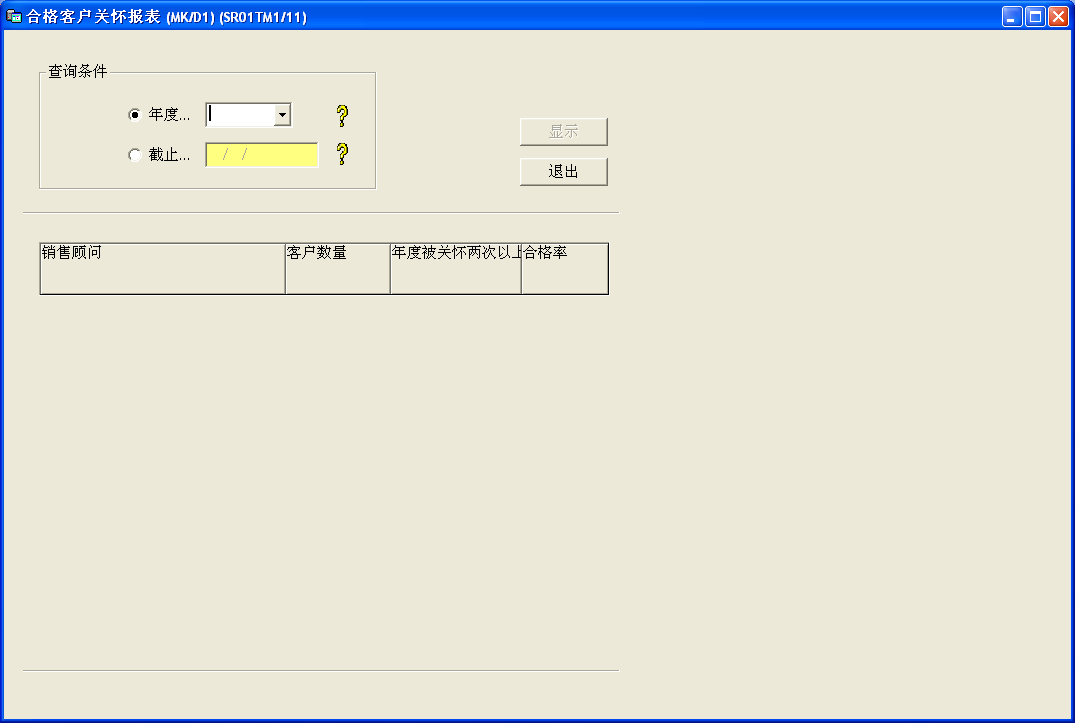 合格客户关怀报表 (MK/D1) (SR01TM1/11)
查询条件
年度...
截止...
/ /
显示
退出
销售顾问 客户数量 年度被关怀两次以上 合格率